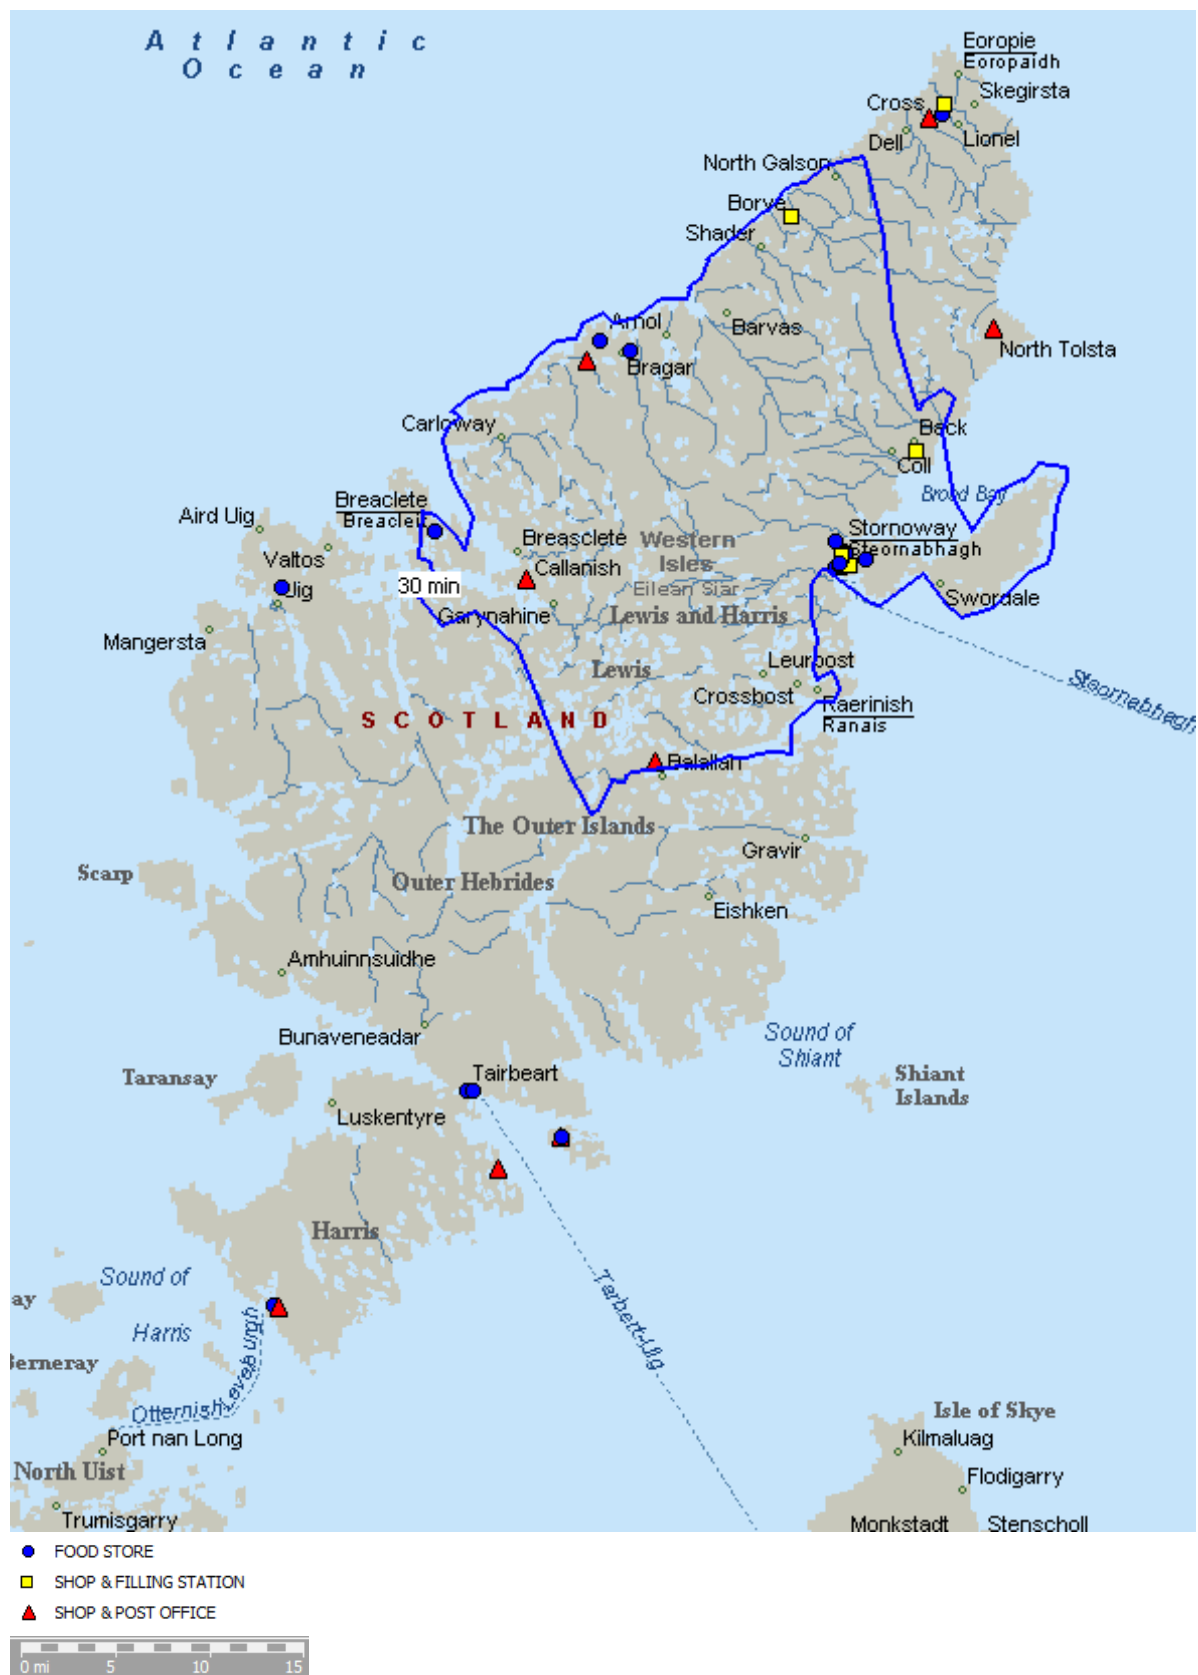 Atlantic
Ocean
Eoropie
Eoropaidh
Skegirsta
Cross
Lionel
Dell
North Galson
Borve
Shader
Arnol
Barvas
Bragar
North Tolsta
Carloway
Back
Coll
Broad Bay
Breaclete
Breacleit
Aird Uig
Valtos
Uig
30 min
Breasclete
Callanish
Garynahine
Western
Isles
Eilean Siar
Stornoway
Steornabhagh
Lewis and Harris
Swordale
Mangersta
Lewis
Leurbost
Crossbost
Raerinish
Ranais
Steornabhagh
SCOTLAND
Balallan
The Outer Islands
Gravir
Scarp
Outer Hebrides
Eishken
Amhuinnsuidhe
Bunaveneadar
Sound of
Shiant
Taransay
Tairbeart
Shiant
Islands
Luskentyre
Harris
Sound of
Harris
ay
Berneray
Otternish-Leverburgh
Tarbert-Uig
Port nan Long
North Uist
Trumisgarry
Isle of Skye
Kilmaluag
Flodigarry
Monkstadt
Stenscholl
FOOD STORE
SHOP & FILLING STATION
SHOP & POST OFFICE
0 mi 5 10 15